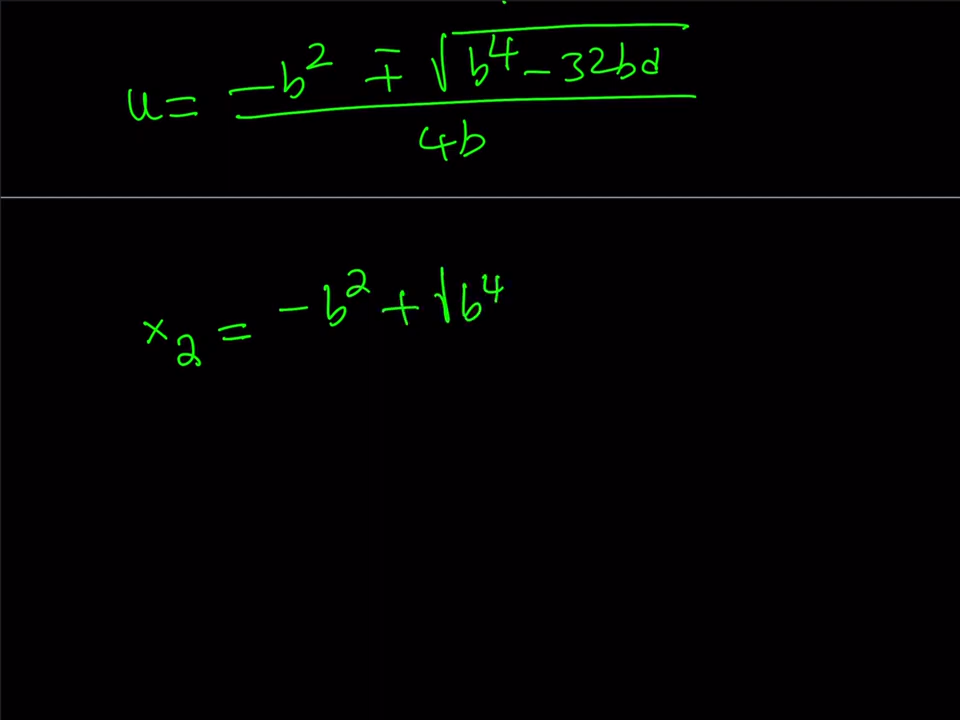 u = (-b² ∓ √(b⁴ - 32bd)) / 4b
x₂ = -b² + √b⁴